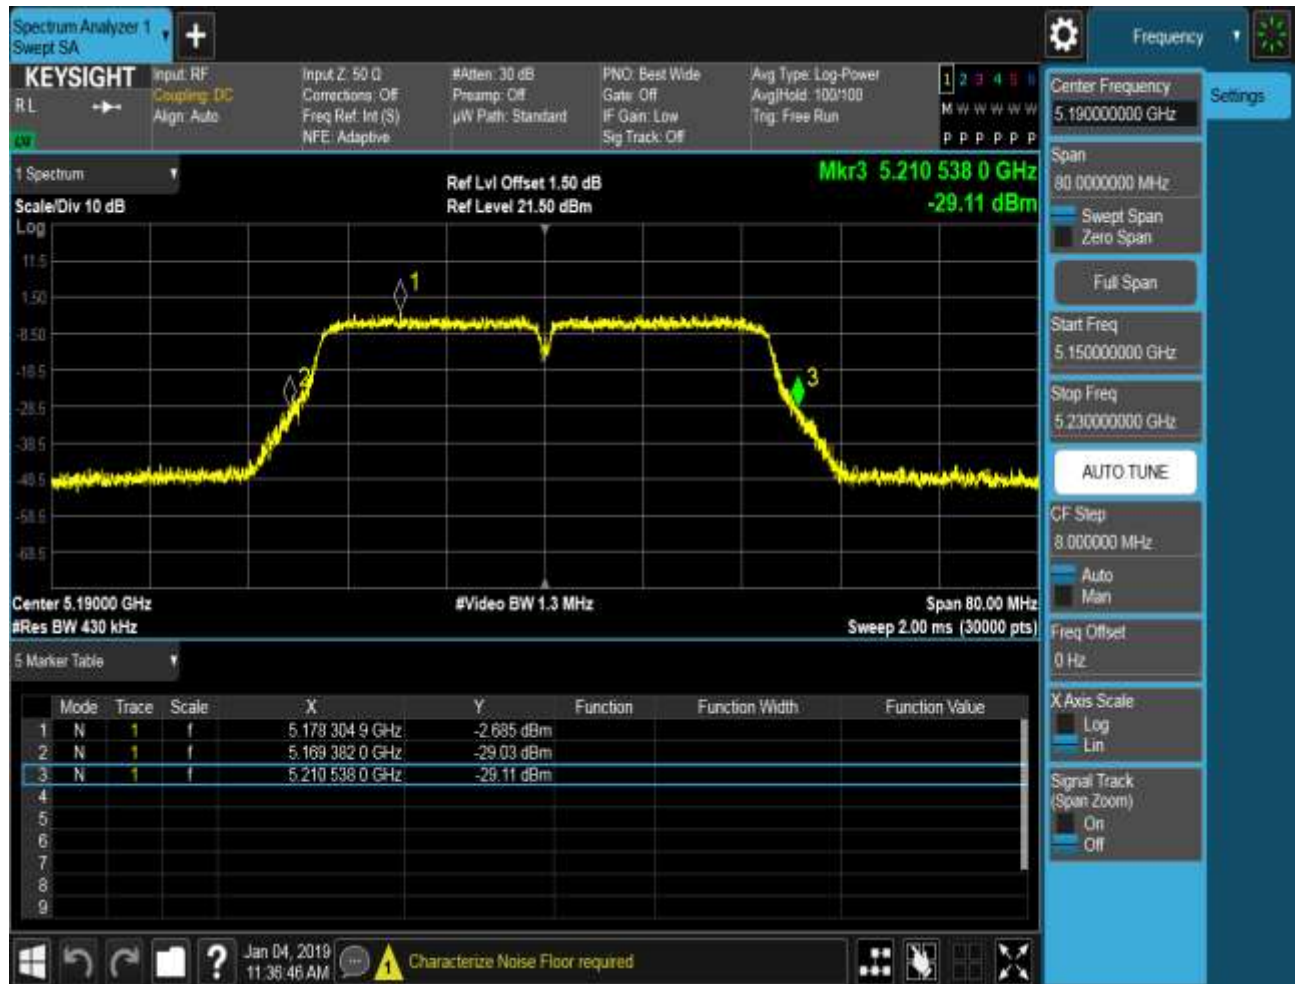 Spectrum Analyzer 1
Swept SA
+
Frequency
KEYSIGHT
R L
Input: RF
Coupling: DC
Align: Auto
Input Z: 50 Ω
Corrections: Off
Freq Ref: Int (S)
NFE: Adaptive
#Atten: 30 dB
Preamp: Off
µW Path: Standard
PNO: Best Wide
Gate: Off
IF Gain: Low
Sig Track: Off
Avg Type: Log-Power
Avg|Hold: 100/100
Trig: Free Run
1 2 3 4 5 6
M W W W W W
P P P P P P
1 Spectrum
Scale/Div 10 dB
Log
Ref Lvl Offset 1.50 dB
Ref Level 21.50 dBm
Mkr3 5.210 538 0 GHz
-29.11 dBm
11.5
1.50
-8.50
-18.5
-28.5
-38.5
-48.5
-58.5
-68.5
1
2
3
Center 5.19000 GHz
#Video BW 1.3 MHz
Span 80.00 MHz
#Res BW 430 kHz
Sweep 2.00 ms (30000 pts)
5 Marker Table
Mode Trace Scale X Y Function Function Width Function Value
1 N 1 f 5.178 304 9 GHz -2.685 dBm
2 N 1 f 5.169 382 0 GHz -29.03 dBm
3 N 1 f 5.210 538 0 GHz -29.11 dBm
4
5
6
7
8
9
Center Frequency
5.190000000 GHz
Settings
Span
80.0000000 MHz
Swept Span
Zero Span
Full Span
Start Freq
5.150000000 GHz
Stop Freq
5.230000000 GHz
AUTO TUNE
CF Step
8.000000 MHz
Auto
Man
Freq Offset
0 Hz
X Axis Scale
Log
Lin
Signal Track
(Span Zoom)
On
Off
?
Jan 04, 2019
11:36:46 AM
1
Characterize Noise Floor required